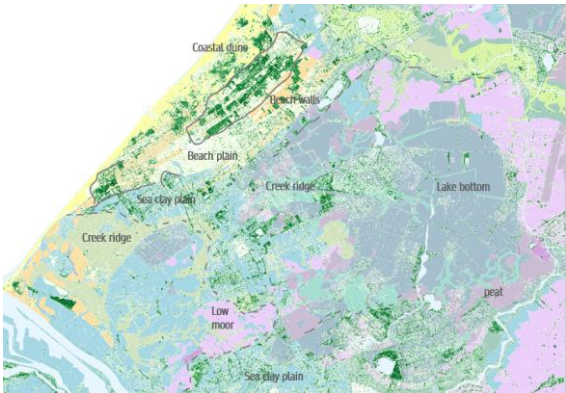 Coastal dune
Beach walls
Beach plain
Creek ridge
Lake bottom
Sea clay plain
Creek ridge
peat
Low
moor
Sea clay plain